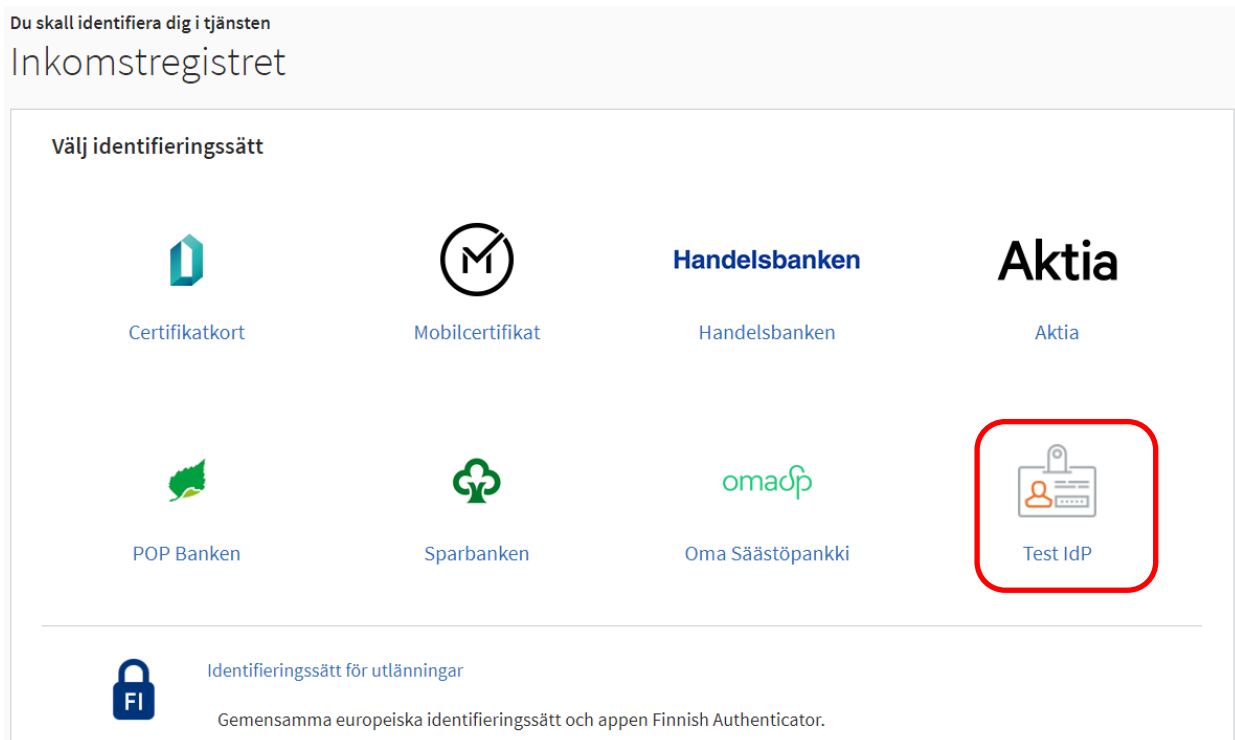 Du skall identifiera dig i tjänsten
Inkomstregistret
Välj identifieringssätt
M
Handelsbanken
Aktia
Certifikatkort
Mobilcertifikat
Handelsbanken
Aktia
omasp
POP Banken
Sparbanken
Oma Säästöpankki
Test IdP
FI
Identifieringssätt för utlänningar
Gemensamma europeiska identifieringssätt och appen Finnish Authenticator.